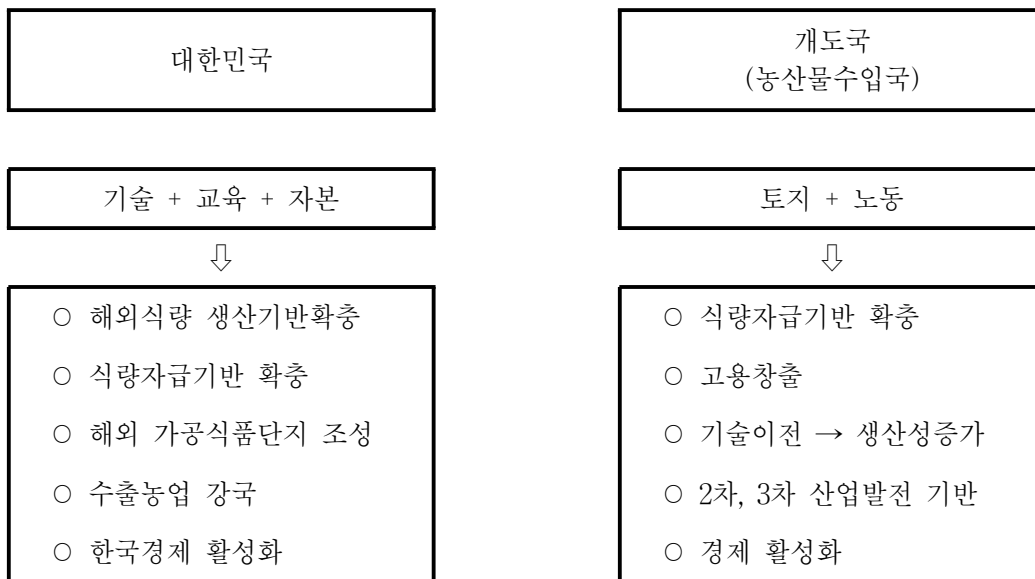 대한민국
개도국
(농산물수입국)
기술 + 교육 + 자본
토지 + 노동
⇩
⇩
○ 해외식량 생산기반확충
○ 식량자급기반 확충
○ 해외 가공식품단지 조성
○ 수출농업 강국
○ 한국경제 활성화
○ 식량자급기반 확충
○ 고용창출
○ 기술이전 → 생산성증가
○ 2차, 3차 산업발전 기반
○ 경제 활성화